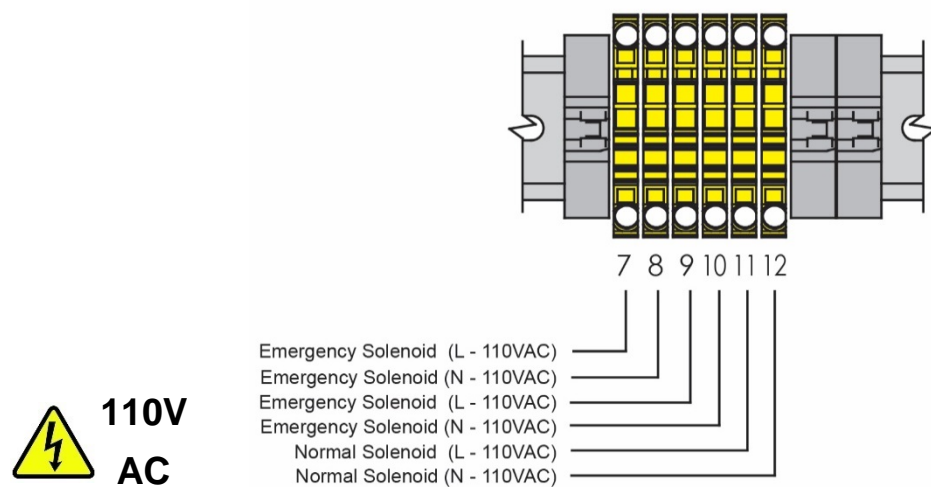 7 8 9 10 11 12
Emergency Solenoid (L - 110VAC)
Emergency Solenoid (N - 110VAC)
Emergency Solenoid (L - 110VAC)
Emergency Solenoid (N - 110VAC)
Normal Solenoid (L - 110VAC)
Normal Solenoid (N - 110VAC)
110V
AC